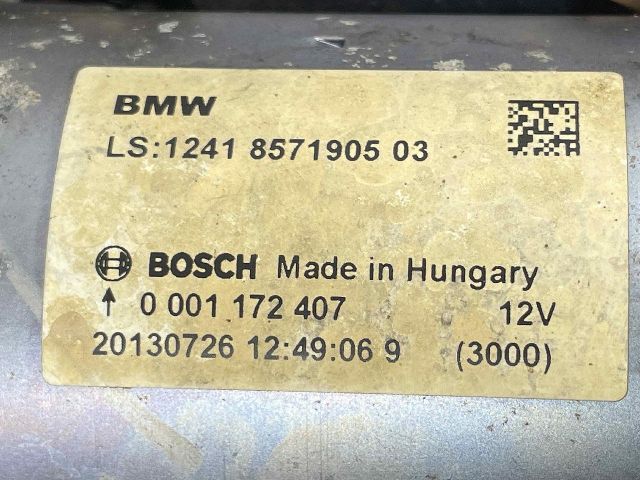 BMW
LS:1241 8571905 03
BOSCH Made in Hungary
0 001 172 407 12V
20130726 12:49:06 9 (3000)